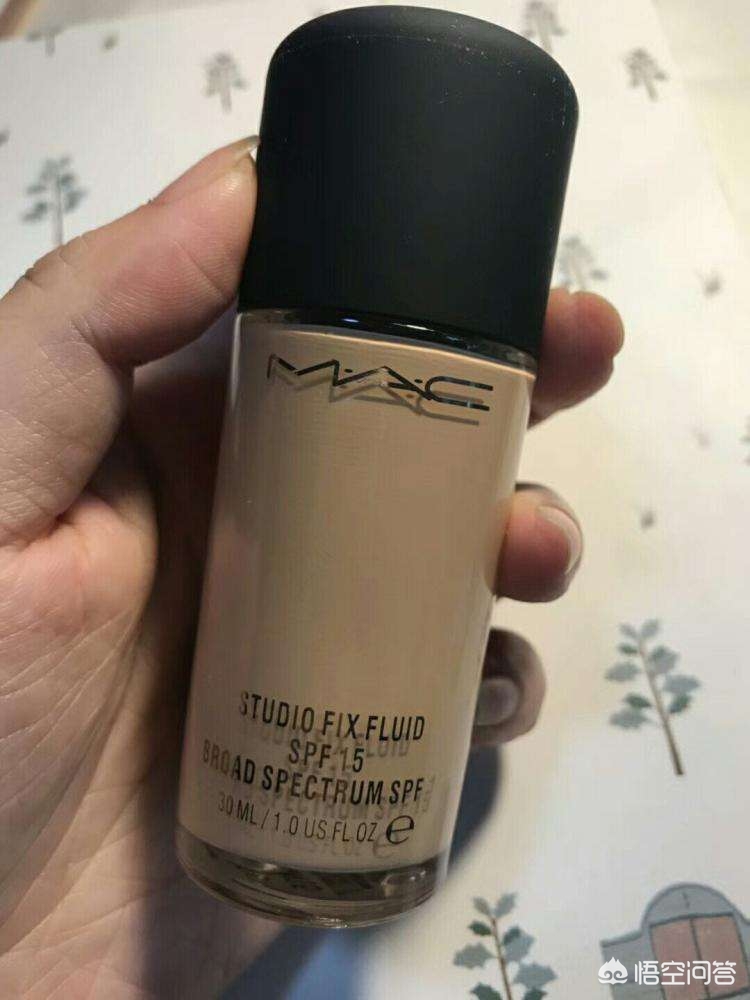 M·A·C
STUDIO FIX FLUID
SPF 15
BROAD SPECTRUM SPF
30 ML / 1.0 US FL OZ ℮
悟空问答